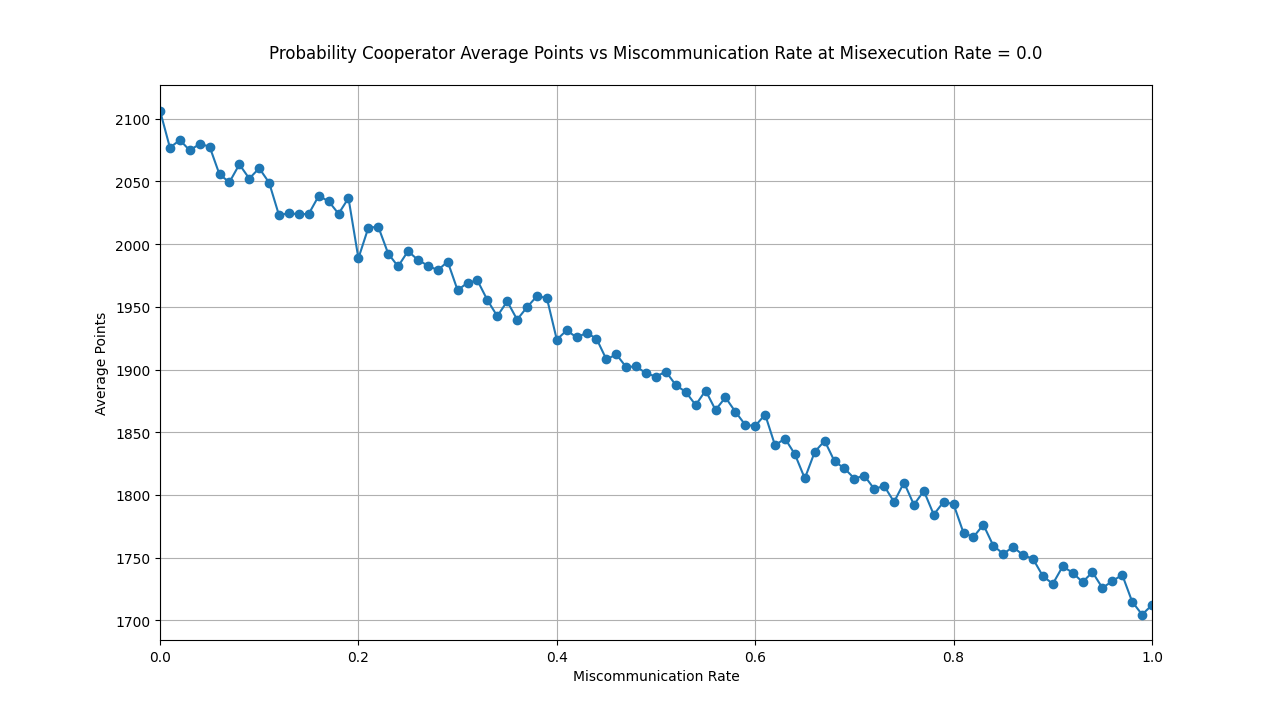 Probability Cooperator Average Points vs Miscommunication Rate at Misexecution Rate = 0.0
2100
2050
2000
1950
1900
1850
1800
1750
1700
Average Points
0.0 0.2 0.4 0.6 0.8 1.0
Miscommunication Rate